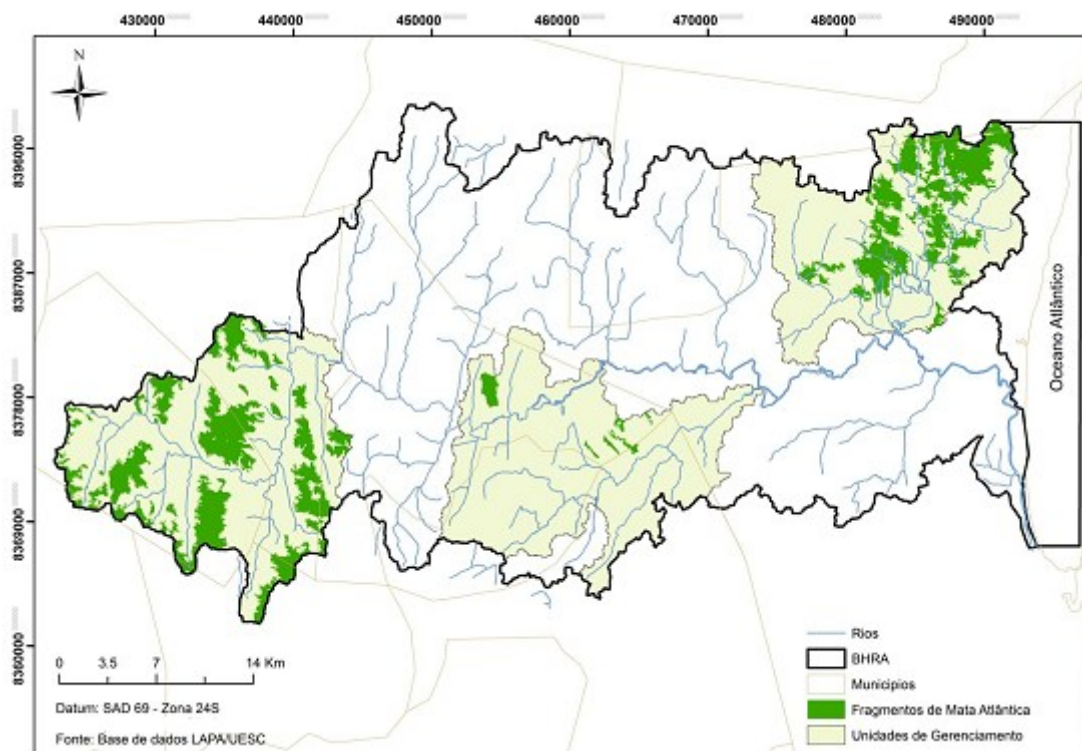 430000 440000 450000 460000 470000 480000 490000
N
8396000
8387000
8378000
8369000
8360000
Oceano Atlântico
0 3.5 7 14 Km
Datum: SAD 69 - Zona 24S
Fonte: Base de dados LAPA/UESC
Rios
BHRA
Municípios
Fragmentos de Mata Atlântica
Unidades de Gerenciamento